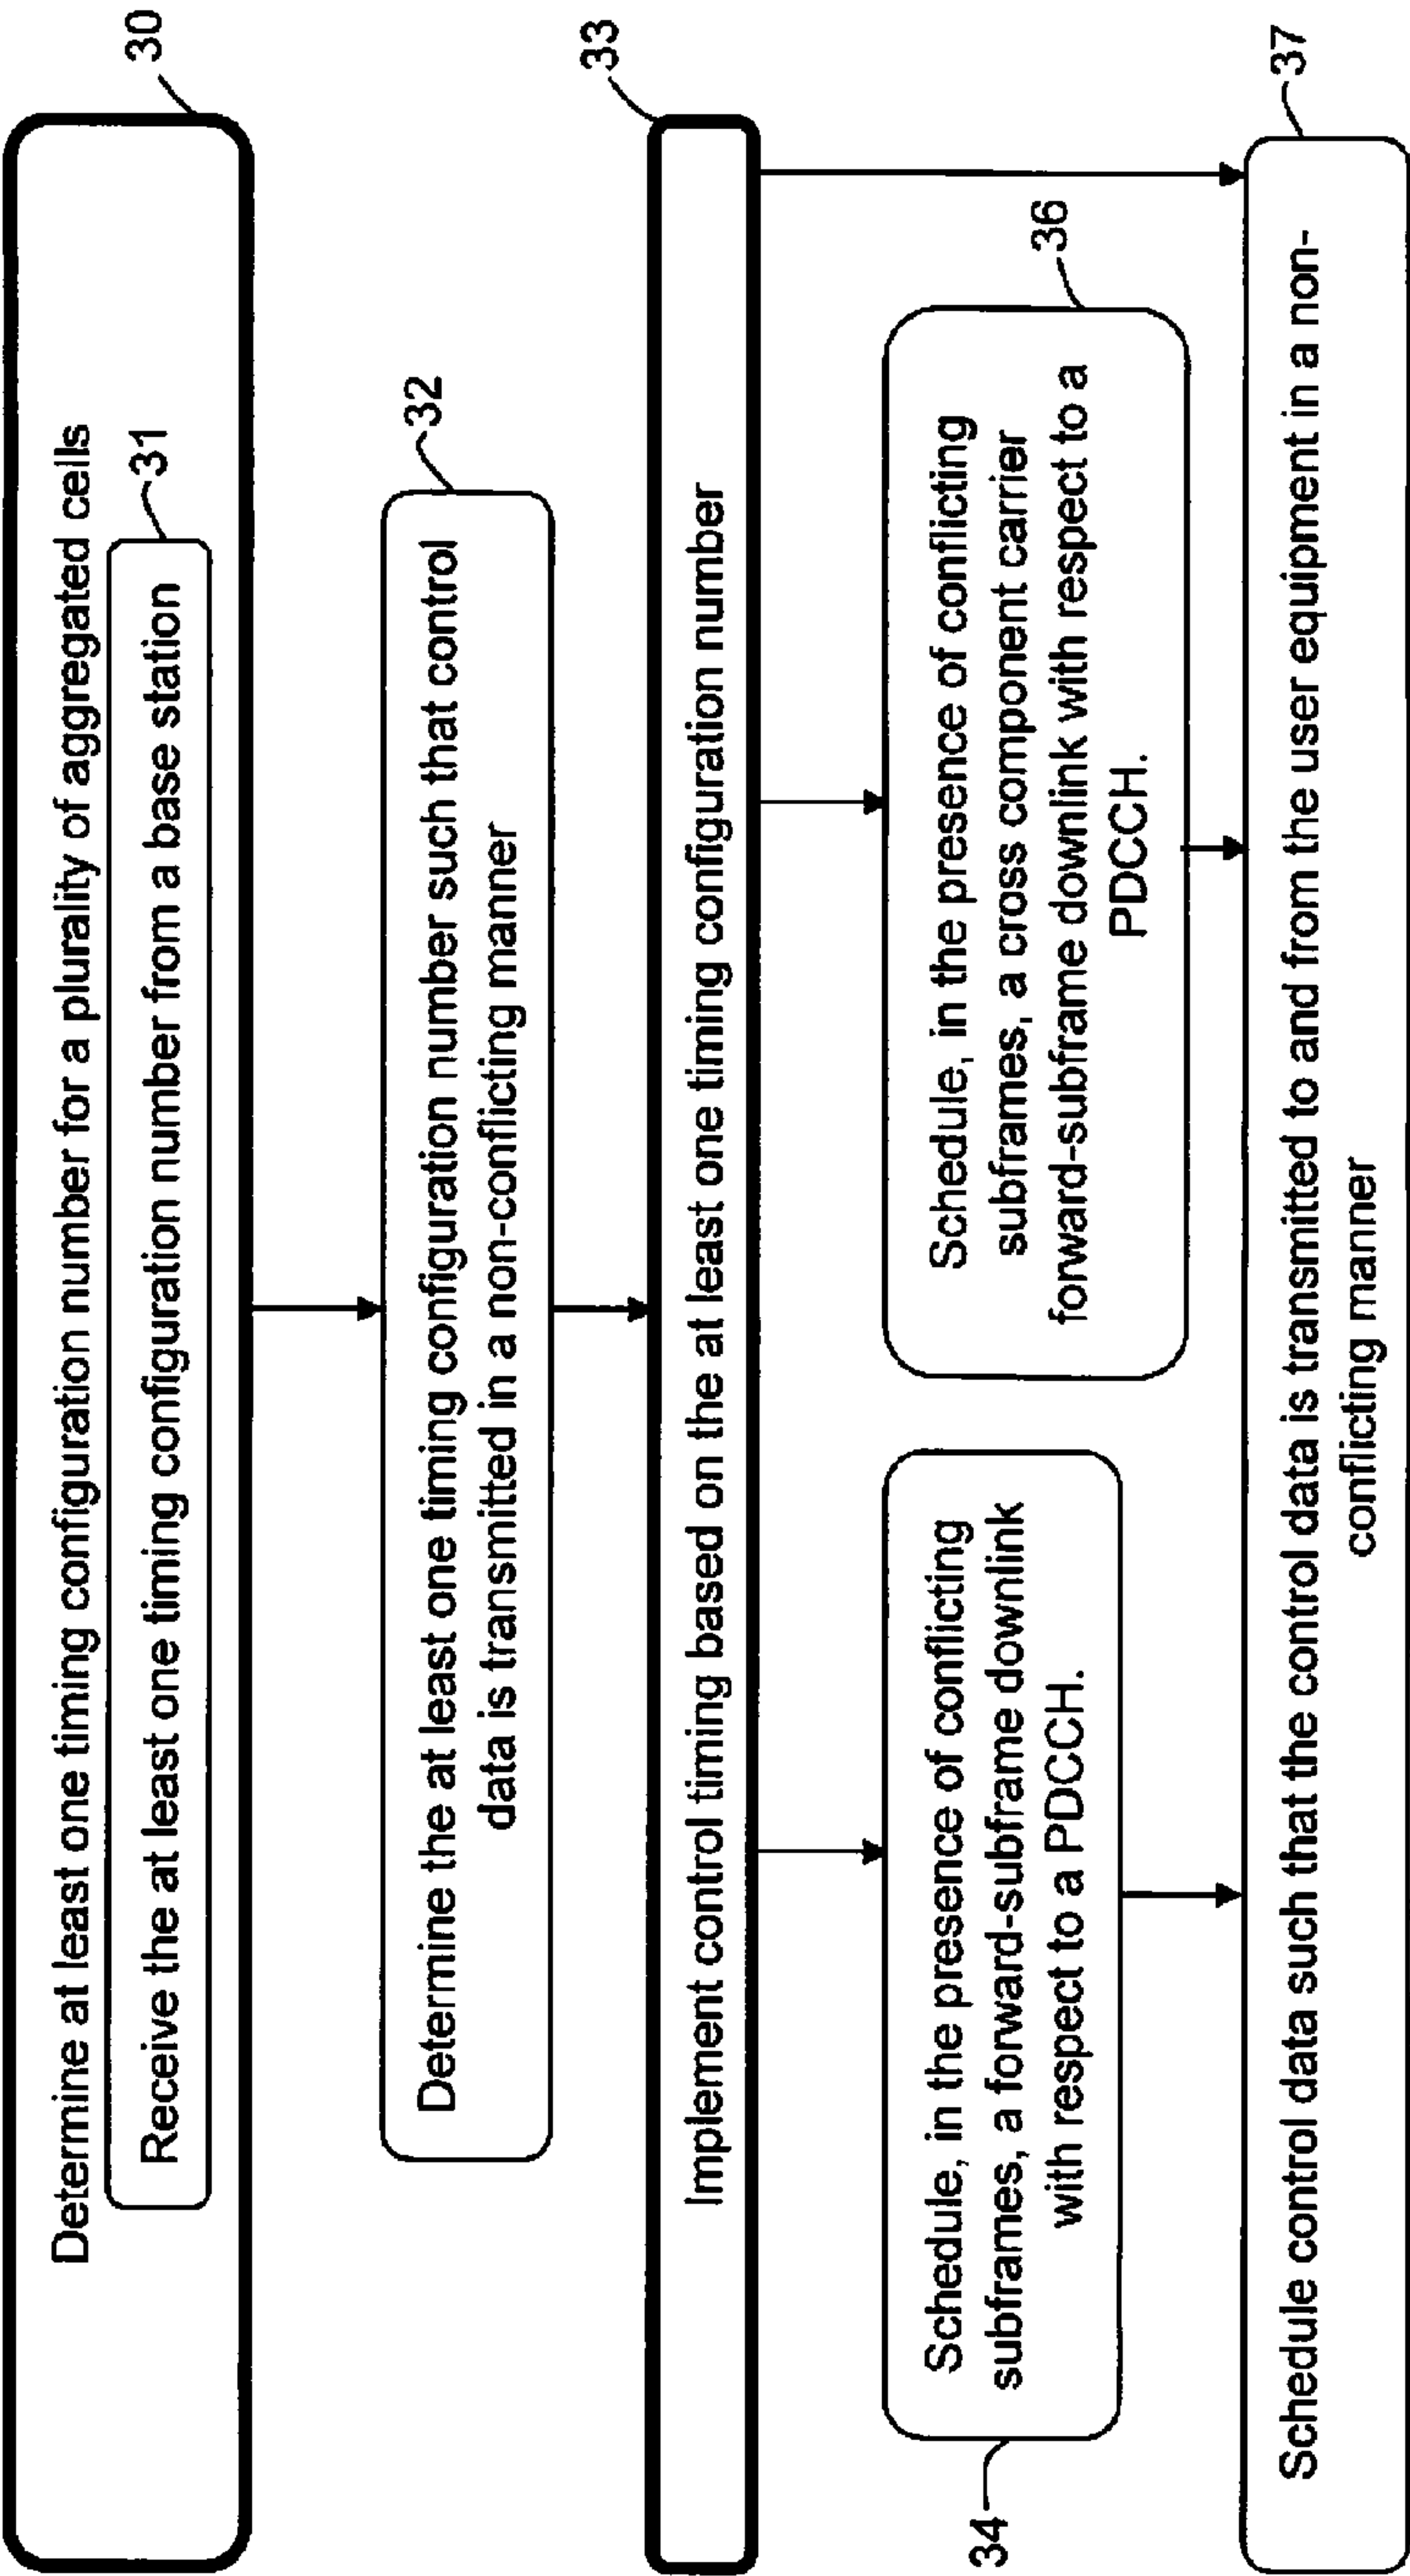 30
Determine at least one timing configuration number for a plurality of aggregated cells
31
Receive the at least one timing configuration number from a base station
32
Determine the at least one timing configuration number such that control
data is transmitted in a non-conflicting manner
33
Implement control timing based on the at least one timing configuration number
34
Schedule, in the presence of conflicting
subframes, a forward-subframe downlink
with respect to a PDCCH.
36
Schedule, in the presence of conflicting
subframes, a cross component carrier
forward-subframe downlink with respect to a
PDCCH.
37
Schedule control data such that the control data is transmitted to and from the user equipment in a non-
conflicting manner